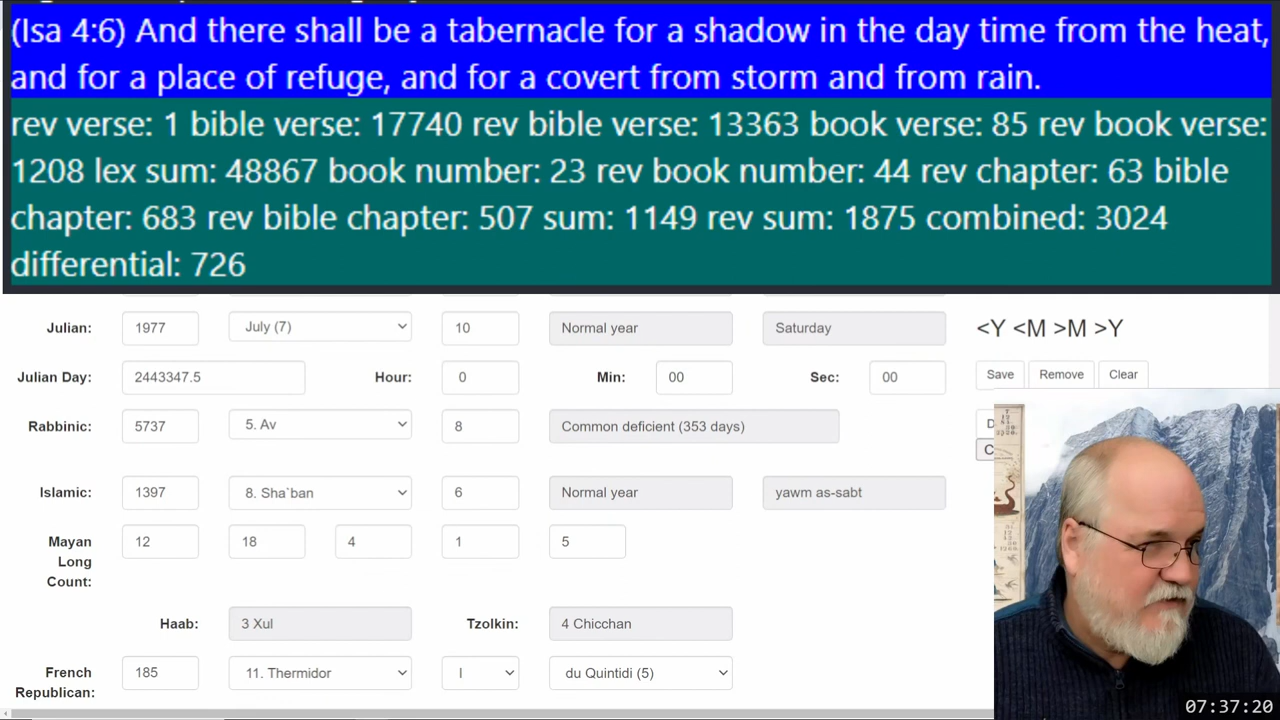 (Isa 4:6) And there shall be a tabernacle for a shadow in the day time from the heat,
and for a place of refuge, and for a covert from storm and from rain.
rev verse: 1 bible verse: 17740 rev bible verse: 13363 book verse: 85 rev book verse:
1208 lex sum: 48867 book number: 23 rev book number: 44 rev chapter: 63 bible
chapter: 683 rev bible chapter: 507 sum: 1149 rev sum: 1875 combined: 3024
differential: 726
Julian: 1977 July (7) 10 Normal year Saturday <Y <M >M >Y
Julian Day: 2443347.5 Hour: 0 Min: 00 Sec: 00 Save Remove Clear
Rabbinic: 5737 5. Av 8 Common deficient (353 days)
Islamic: 1397 8. Sha`ban 6 Normal year yawm as-sabt
Mayan 12 18 4 1 5
Long
Count:
Haab: 3 Xul Tzolkin: 4 Chicchan
French 185 11. Thermidor I du Quintidi (5)
Republican:
07:37:20